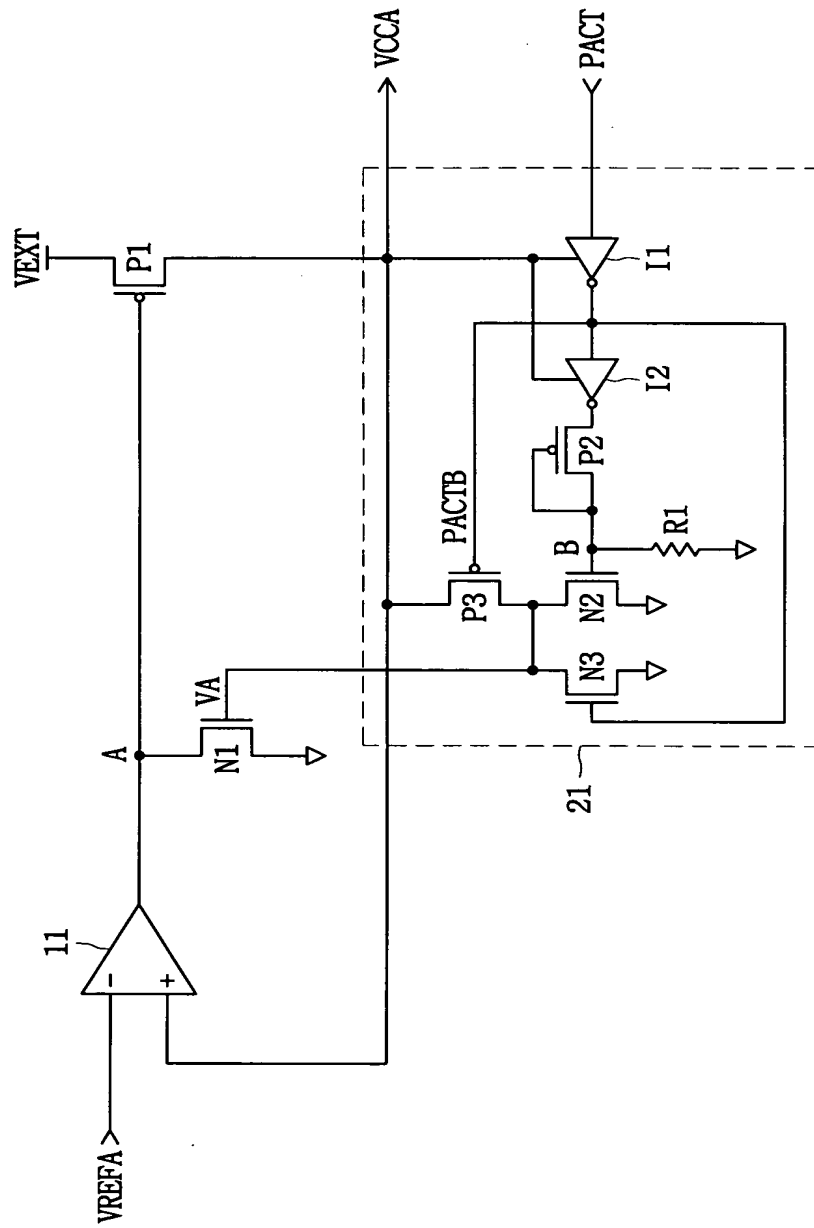 VREFA
11
-
+
A
VA
N1
VEXT
P1
VCCA
PACT
PACTB
P3
N3
N2
B
R1
P2
I2
I1
21